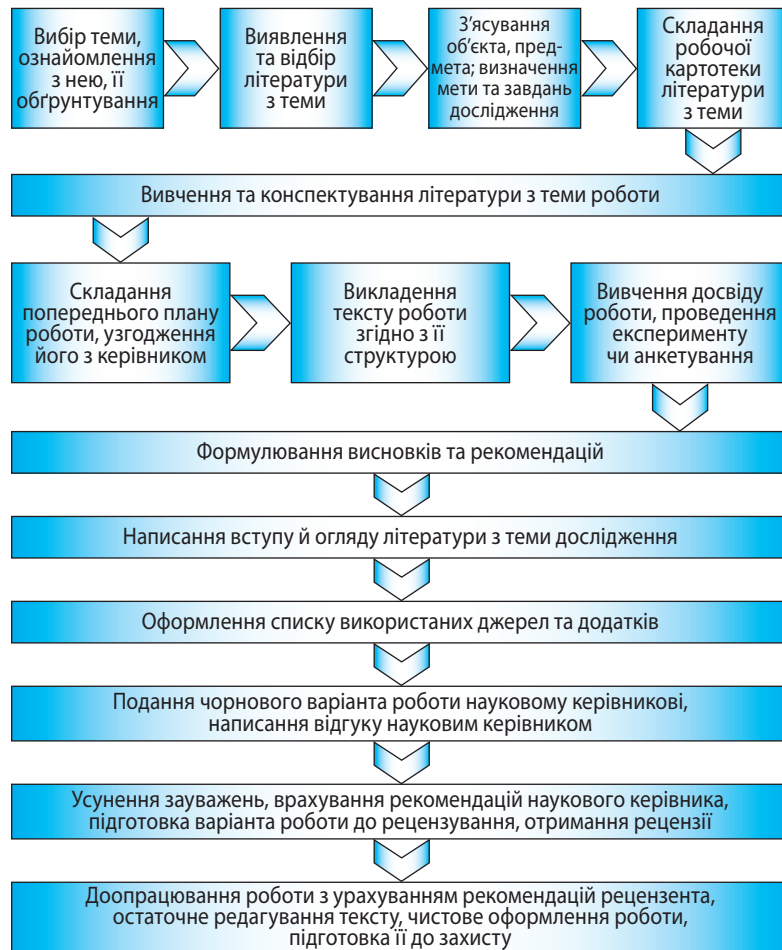 Вибір теми,
ознайомлення
з нею, її
обґрунтування
Виявлення
та відбір
літератури
з теми
З'ясування
об'єкта, пред-
мета; визначення
мети та завдань
дослідження
Складання
робочої
картотеки
літератури
з теми
Вивчення та конспектування літератури з теми роботи
Складання
попереднього плану
роботи, узгодження
його з керівником
Викладення
тексту роботи
згідно з її
структурою
Вивчення досвіду
роботи, проведення
експерименту
чи анкетування
Формулювання висновків та рекомендацій
Написання вступу й огляду літератури з теми дослідження
Оформлення списку використаних джерел та додатків
Подання чорнового варіанта роботи науковому керівникові,
написання відгуку науковим керівником
Усунення зауважень, врахування рекомендацій наукового керівника,
підготовка варіанта роботи до рецензування, отримання рецензії
Доопрацювання роботи з урахуванням рекомендацій рецензента,
остаточне редагування тексту, чистове оформлення роботи,
підготовка її до захисту